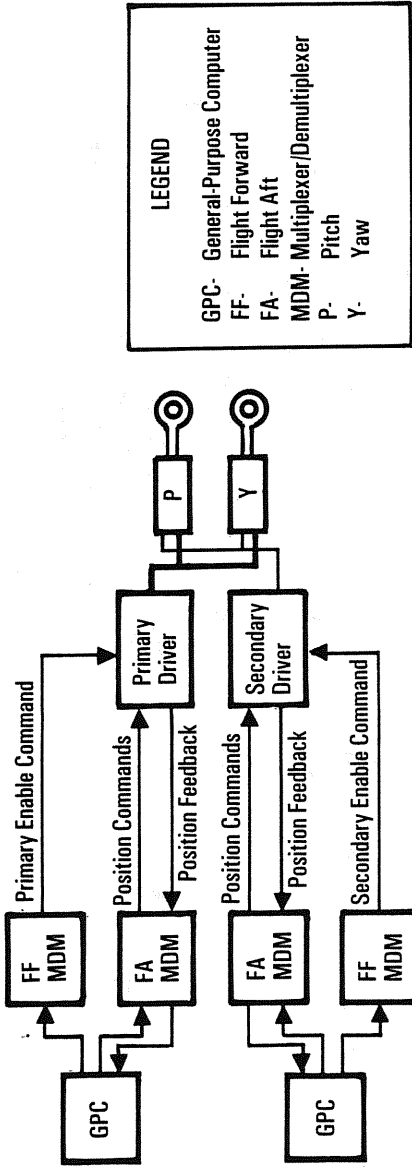 GPC
FF
MDM
Primary Enable Command
FA
MDM
Position Commands
Position Feedback
Primary
Driver
P
Y
GPC
FA
MDM
Position Commands
Position Feedback
Secondary
Driver
FF
MDM
Secondary Enable Command
LEGEND
GPC- General-Purpose Computer
FF- Flight Forward
FA- Flight Aft
MDM- Multiplexer/Demultiplexer
P- Pitch
Y- Yaw